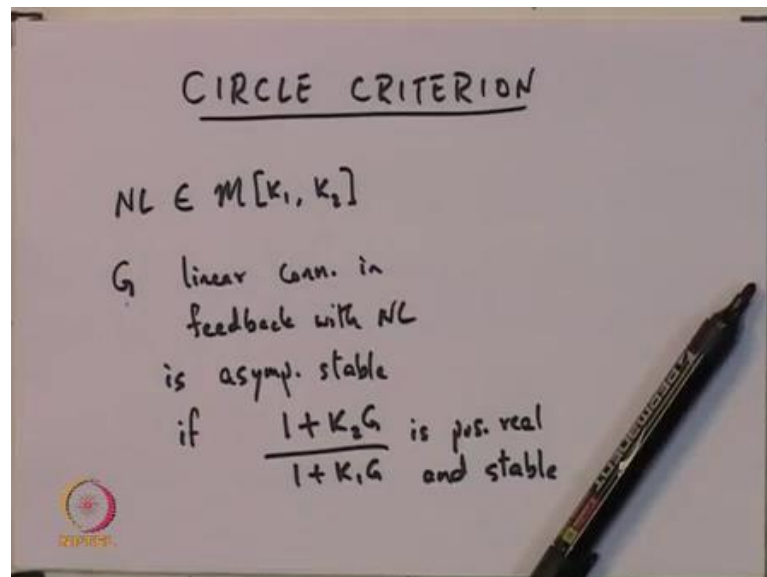 CIRCLE CRITERION
NL ∈ M[K₁, K₂]
G linear conn. in
feedback with NL
is asymp. stable
if 1 + K₂G / 1 + K₁G is pos. real
and stable
NPTEL